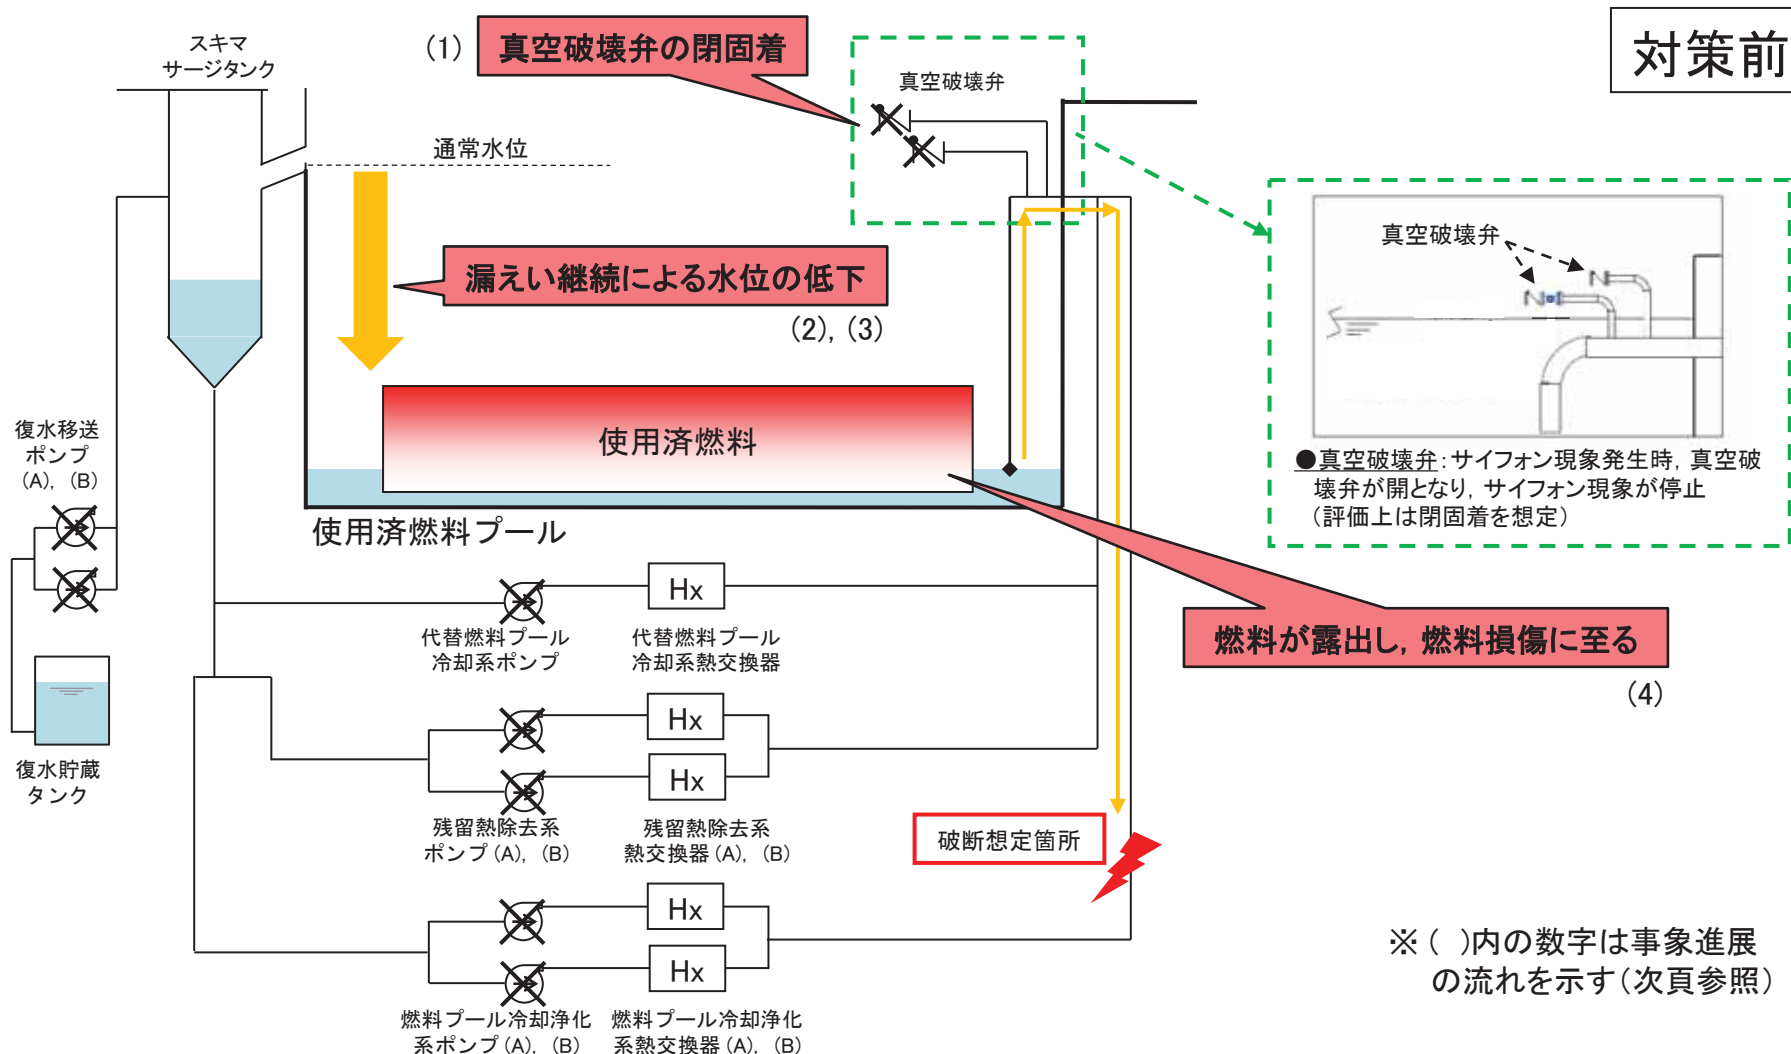 対策前
(1)
真空破壊弁の閉固着
スキマ
サージタンク
真空破壊弁
通常水位
真空破壊弁
漏えい継続による水位の低下
(2), (3)
使用済燃料
復水移送
ポンプ
(A), (B)
●真空破壊弁:サイフォン現象発生時, 真空破
壊弁が開となり, サイフォン現象が停止
(評価上は閉固着を想定)
使用済燃料プール
Hx
代替燃料プール
冷却系ポンプ
代替燃料プール
冷却系熱交換器
燃料が露出し, 燃料損傷に至る
(4)
Hx
Hx
復水貯蔵
タンク
残留熱除去系
ポンプ(A), (B)
残留熱除去系
熱交換器(A), (B)
破断想定箇所
Hx
Hx
※( )内の数字は事象進展
の流れを示す(次頁参照)
燃料プール冷却浄化
系ポンプ(A), (B)
燃料プール冷却浄化
系熱交換器(A), (B)